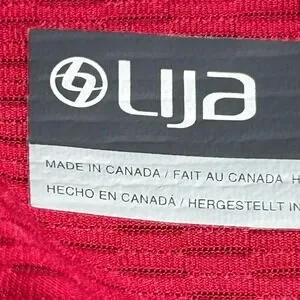 Lija
MADE IN CANADA / FAIT AU CANADA H
HECHO EN CANADÁ / HERGESTELLT IN